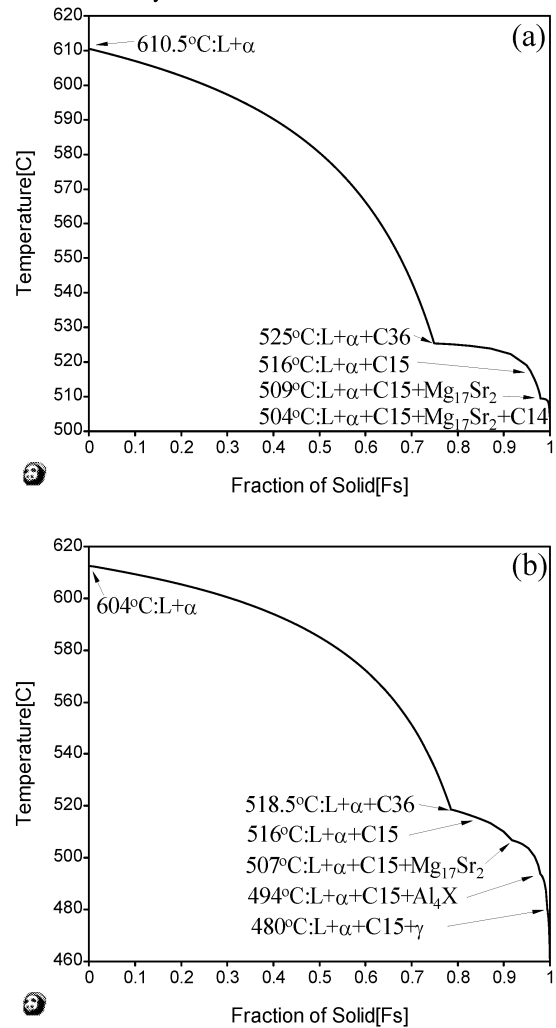 (a)
620
610
600
590
580
570
560
550
540
530
520
510
500
Temperature[C]
610.5°C:L+α
525°C:L+α+C36
516°C:L+α+C15
509°C:L+α+C15+Mg₁₇Sr₂
504°C:L+α+C15+Mg₁₇Sr₂+C14
0 0.1 0.2 0.3 0.4 0.5 0.6 0.7 0.8 0.9 1
Fraction of Solid[Fs]
(b)
620
600
580
560
540
520
500
480
460
Temperature[C]
604°C:L+α
518.5°C:L+α+C36
516°C:L+α+C15
507°C:L+α+C15+Mg₁₇Sr₂
494°C:L+α+C15+Al₄X
480°C:L+α+C15+γ
0 0.1 0.2 0.3 0.4 0.5 0.6 0.7 0.8 0.9 1
Fraction of Solid[Fs]